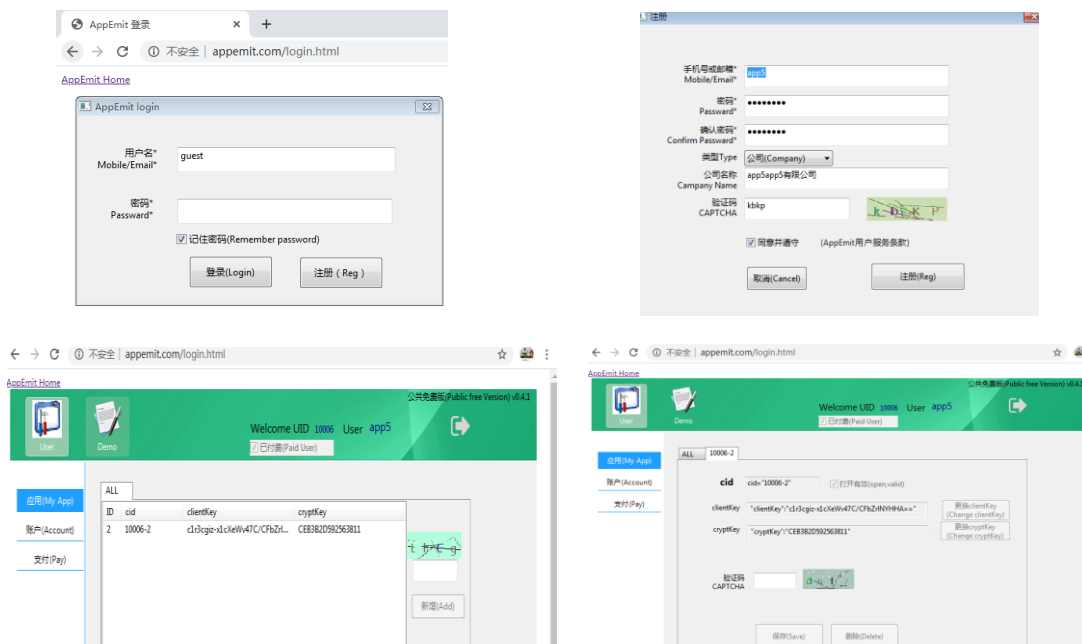 AppEmit 登录
不安全 | appemit.com/login.html
AppEmit Home
AppEmit login
用户名*
Mobile/Email*
guest
密码*
Password*
记住密码(Remember password)
登录(Login)
注册 ( Reg )
注册
手机号或邮箱*
Mobile/Email*
app5
密码*
Password*
确认密码*
Confirm Password*
类型Type
公司(Company)
公司名称
Campany Name
app5app5有限公司
验证码
CAPTCHA
kbkp
k b K P
同意并遵守
(AppEmit用户服务条款)
取消(Cancel)
注册(Reg)
不安全 | appemit.com/login.html
AppEmit Home
公共免费版(Public free Version) v0.4.1
User
Demo
Welcome UID 10006 User app5
已付费(Paid User)
应用(My App)
账户(Account)
支付(Pay)
ALL
ID cid clientKey cryptKey
2 10006-2 c1r3cgiz-x1cXeWv47C/CFbZrI... CEB3B2D592563811
新增(Add)
不安全 | appemit.com/login.html
AppEmit Home
公共免费版(Public free Version) v0.4.1
User
Demo
Welcome UID 10006 User app5
已付费(Paid User)
应用(My App)
账户(Account)
支付(Pay)
ALL
10006-2
cid
cid="10006-2"
打开有效(open,valid)
clientKey
"clientKey":"c1r3cgiz-x1cXeWv47C/CFbZrINYHHA=="
更换clientKey
(Change clientKey)
cryptKey
"cryptKey":"CEB3B2D592563811"
更换cryptKey
(Change cryptKey)
验证码
CAPTCHA
保存(Save)
删除(Delete)